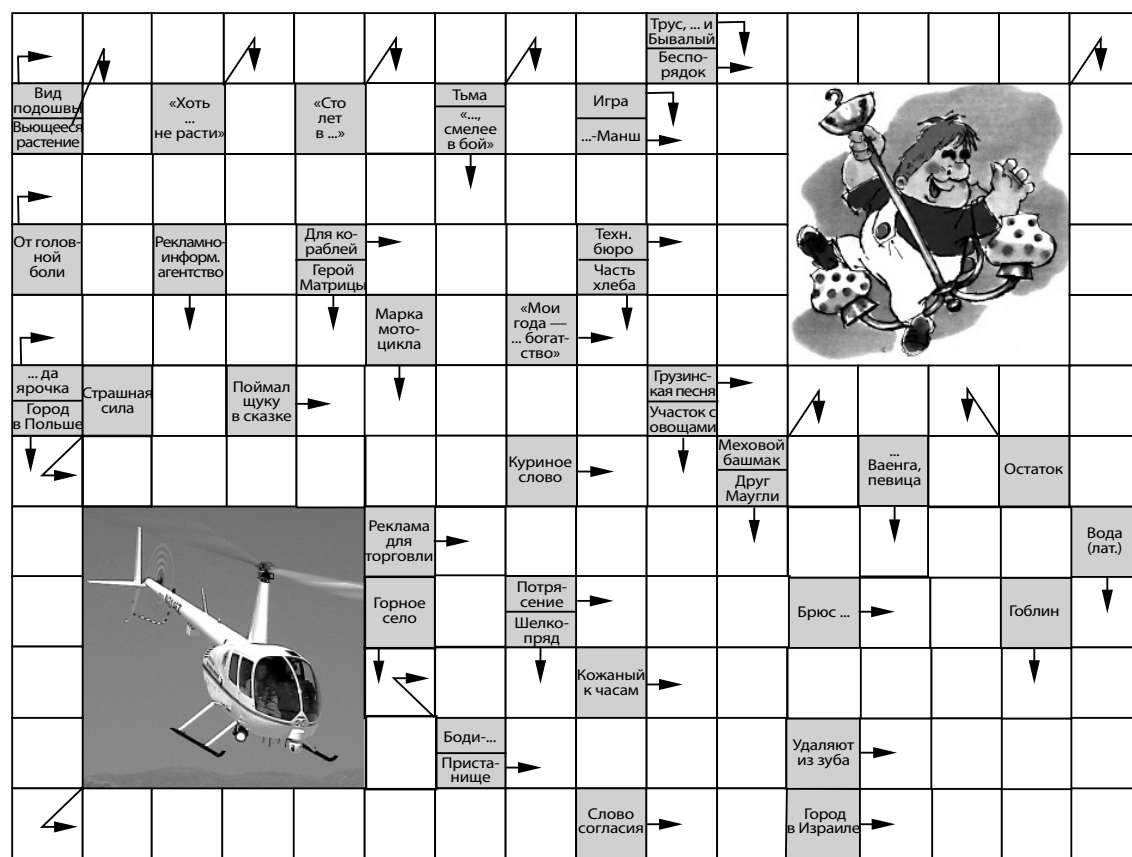 Трус, ... и
Бывалый
Беспо-
рядок
Вид
подошвы
Вьющееся
растение
«Хоть
...
не расти»
«Сто
лет
в ...»
Тьма
«...,
смелее
в бой»
Игра
...-Манш
От голов-
ной
боли
Рекламно-
информ.
агентство
Для ко-
раблей
Герой
Матрицы
Техн.
бюро
Часть
хлеба
Марка
мото-
цикла
«Мои
года —
... богат-
ство»
... да
ярочка
Город
в Польше
Страшная
сила
Поймал
щуку
в сказке
Грузинс-
кая песня
Участок с
овощами
Куриное
слово
Меховой
башмак
Друг
Маугли
...
Ваенга,
певица
Остаток
Реклама
для
торговли
Вода
(лат.)
Горное
село
Потря-
сение
Шелко-
пряд
Брюс ...
Гоблин
Кожаный
к часам
Боди-...
Приста-
нище
Удаляют
из зуба
Слово
согласия
Город
в Израиле